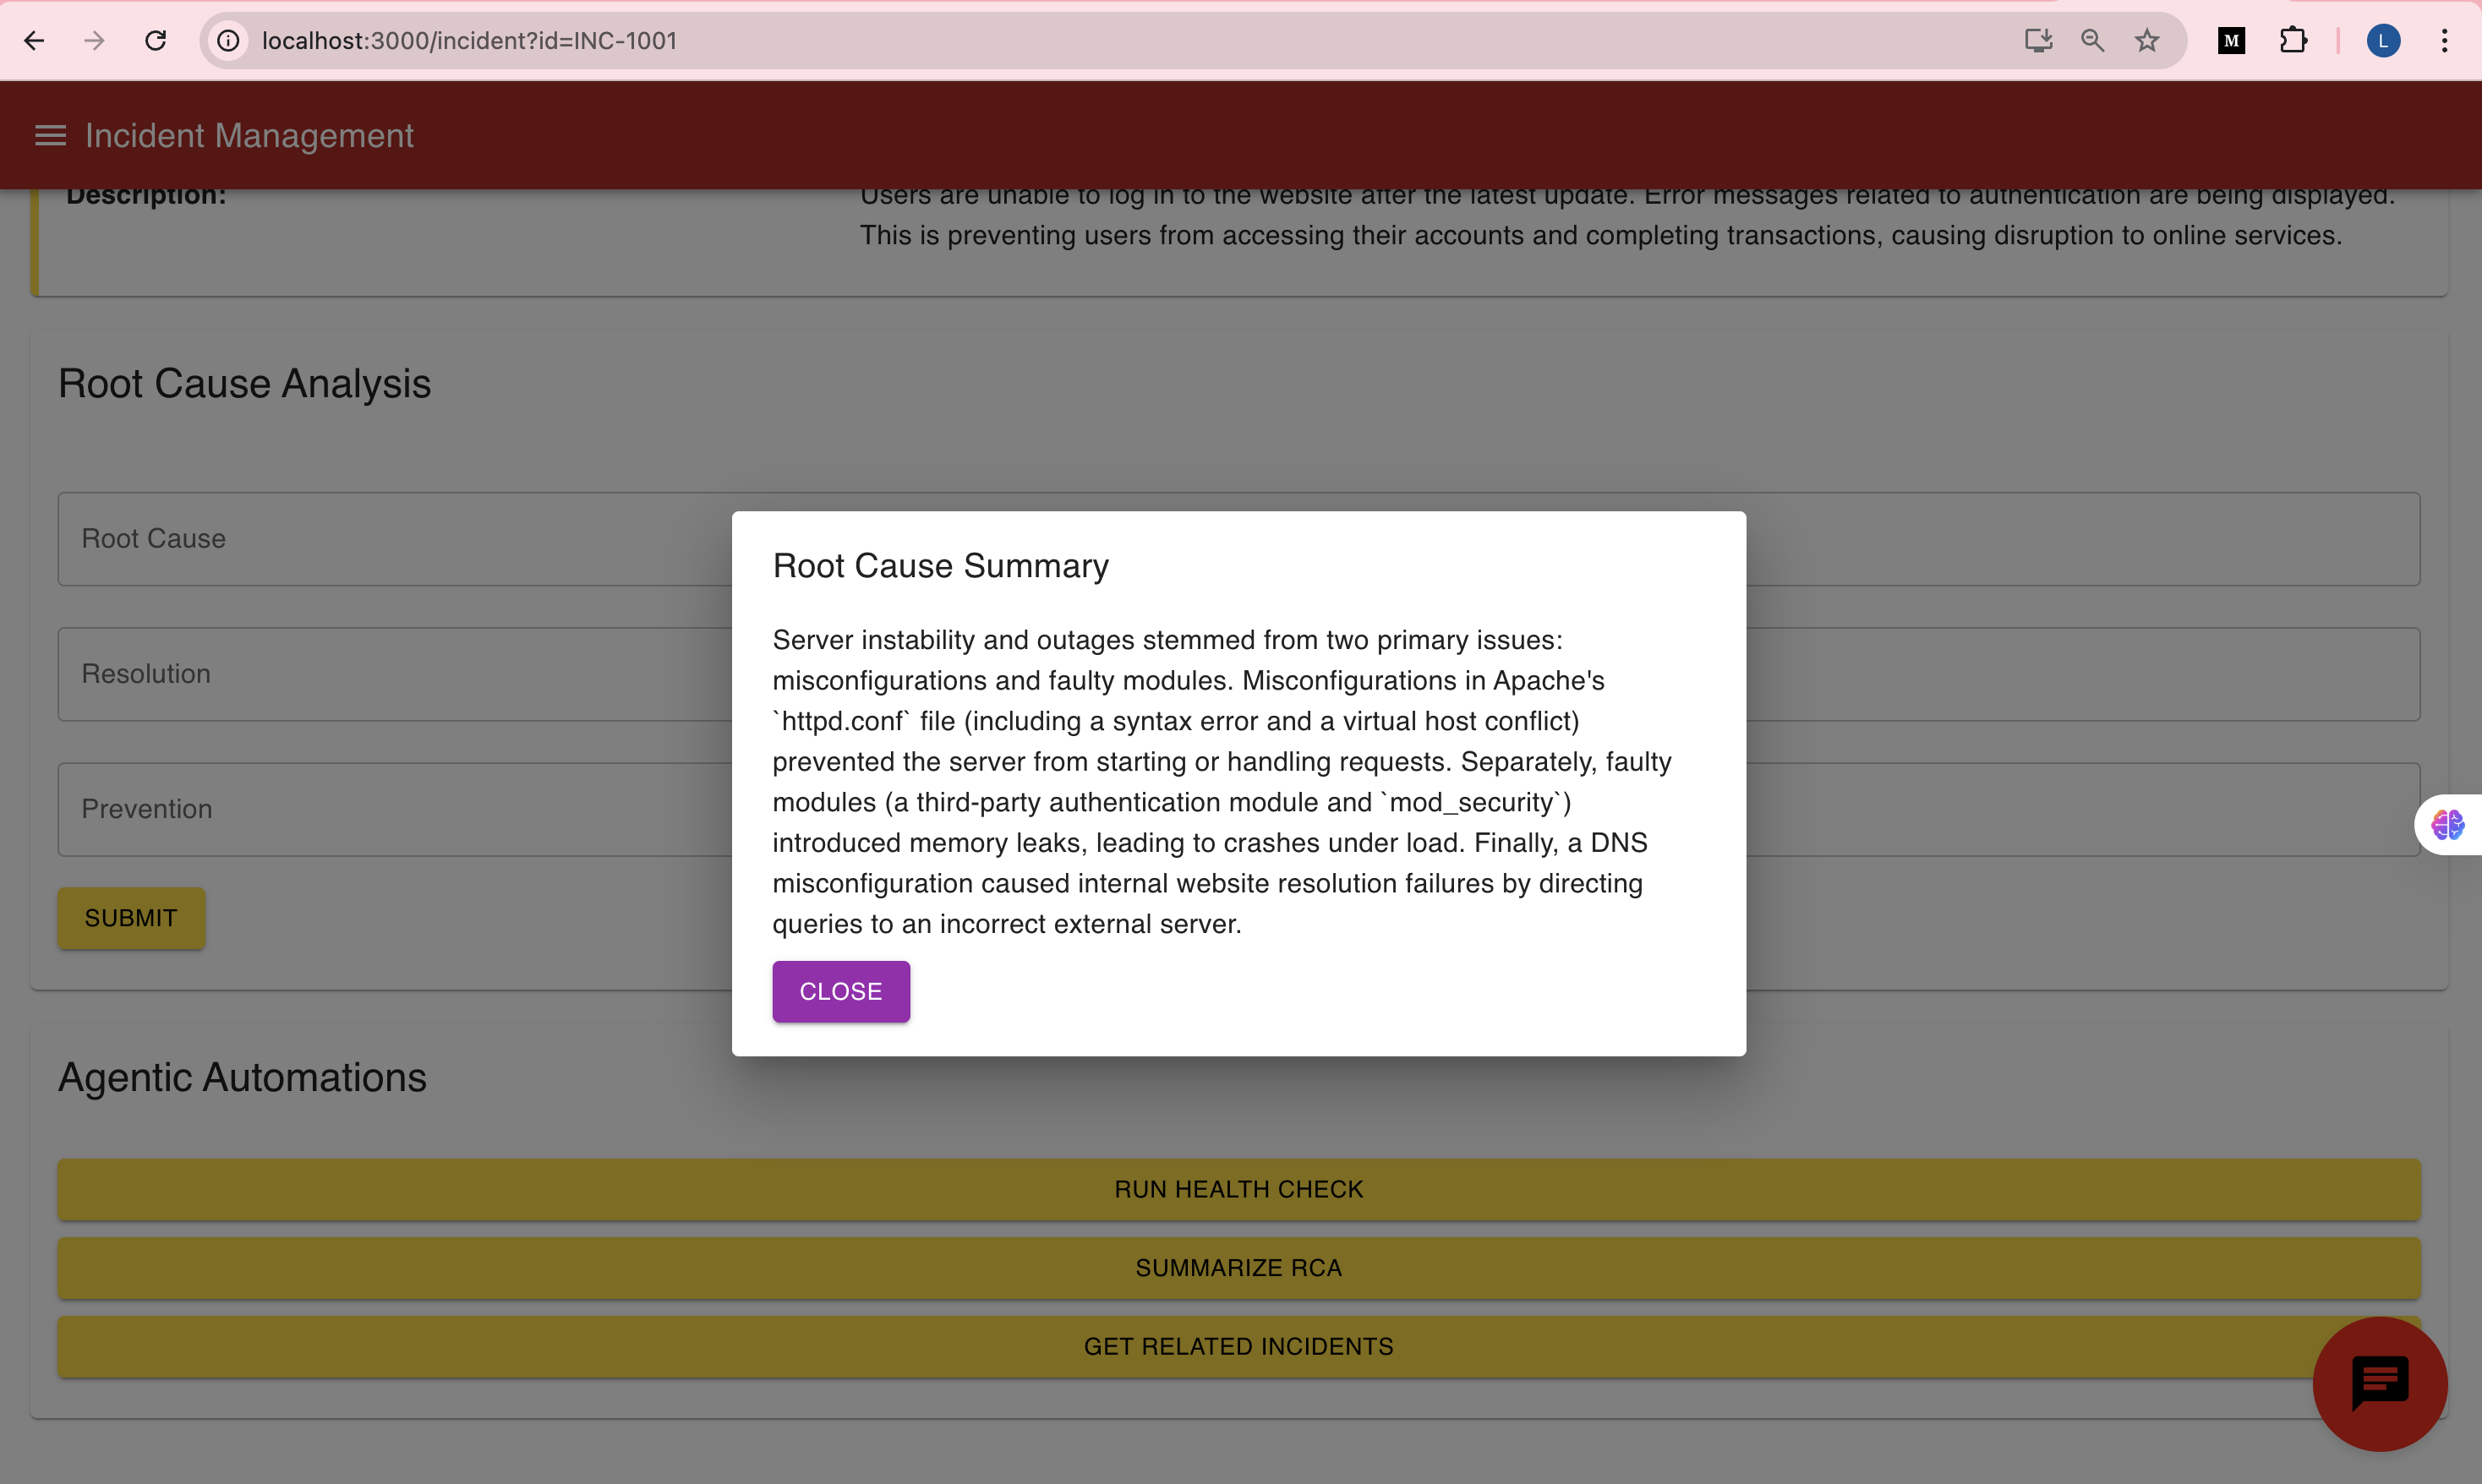 localhost:3000/incident?id=INC-1001
M
L
Incident Management
Description:
Users are unable to log in to the website after the latest update. Error messages related to authentication are being displayed.
This is preventing users from accessing their accounts and completing transactions, causing disruption to online services.
Root Cause Analysis
Root Cause
Resolution
Prevention
SUBMIT
Root Cause Summary
Server instability and outages stemmed from two primary issues:
misconfigurations and faulty modules. Misconfigurations in Apache's
`httpd.conf` file (including a syntax error and a virtual host conflict)
prevented the server from starting or handling requests. Separately, faulty
modules (a third-party authentication module and `mod_security`)
introduced memory leaks, leading to crashes under load. Finally, a DNS
misconfiguration caused internal website resolution failures by directing
queries to an incorrect external server.
CLOSE
Agentic Automations
RUN HEALTH CHECK
SUMMARIZE RCA
GET RELATED INCIDENTS